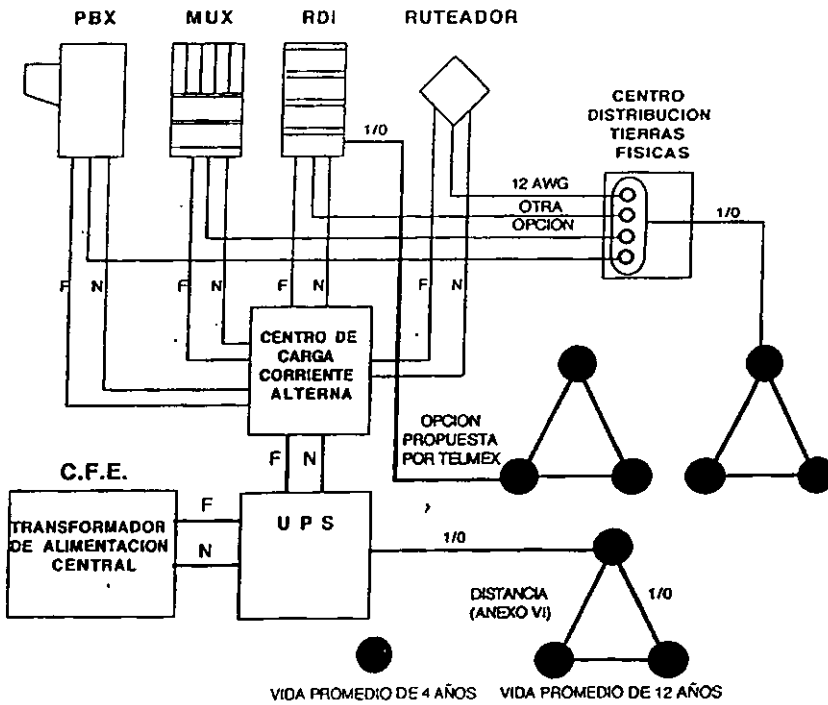 PBX
MUX
RDI
RUTEADOR
CENTRO
DISTRIBUCION
TIERRAS
FISICAS
1/0
12 AWG
OTRA
OPCION
1/0
F N
F N
F N
F N
CENTRO DE
CARGA
CORRIENTE
ALTERNA
OPCION
PROPUESTA
POR TELMEX
F N
C.F.E.
TRANSFORMADOR
DE ALIMENTACION
CENTRAL
F
N
U P S
1/0
DISTANCIA
(ANEXO VI)
1/0
VIDA PROMEDIO DE 4 AÑOS
VIDA PROMEDIO DE 12 AÑOS